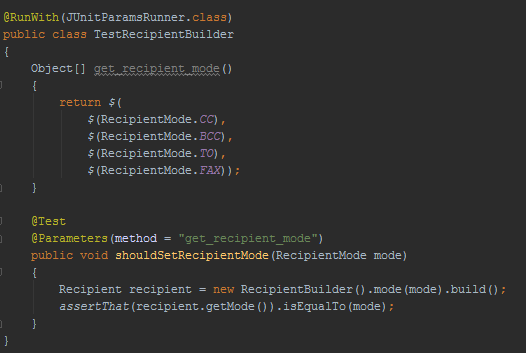 @RunWith(JUnitParamsRunner.class)
public class TestRecipientBuilder
{
    Object[] get_recipient_mode()
    {
        return $(
            $(RecipientMode.CC),
            $(RecipientMode.BCC),
            $(RecipientMode.TO),
            $(RecipientMode.FAX));
    }

    @Test
    @Parameters(method = "get_recipient_mode")
    public void shouldSetRecipientMode(RecipientMode mode)
    {
        Recipient recipient = new RecipientBuilder().mode(mode).build();
        assertThat(recipient.getMode()).isEqualTo(mode);
    }
}